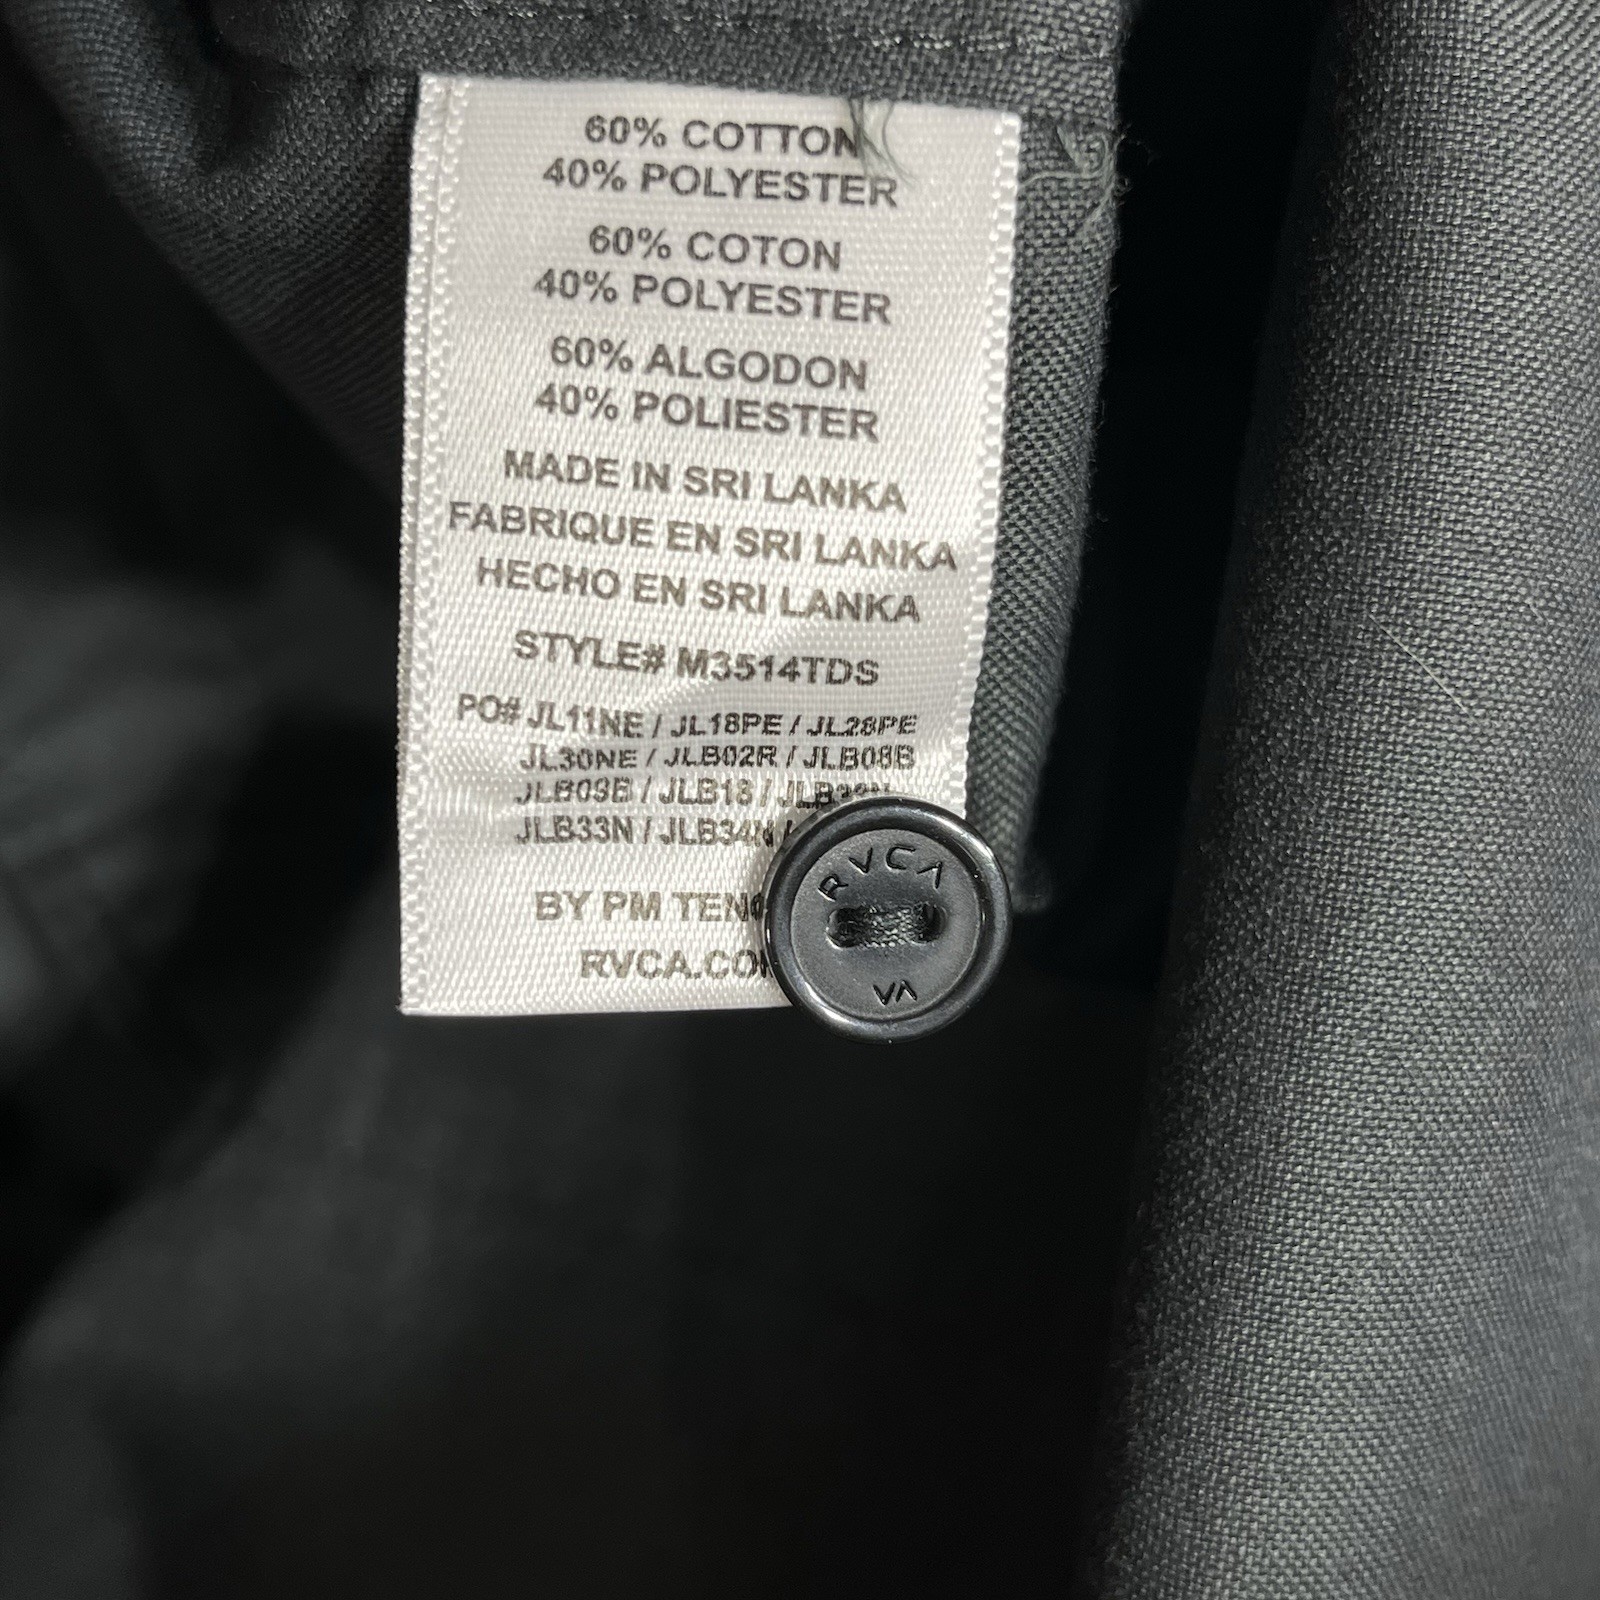 60% COTTON
40% POLYESTER
60% COTON
40% POLYESTER
60% ALGODON
40% POLIESTER
MADE IN SRI LANKA
FABRIQUE EN SRI LANKA
HECHO EN SRI LANKA
STYLE# M3514TDS
PO# JL11NE / JL18PE / JL28PE
JL30NE / JLB02R / JLB08B
JLB09B / JLB18 /
JLB33N / JLB34N /
BY PM
RVCA
VA